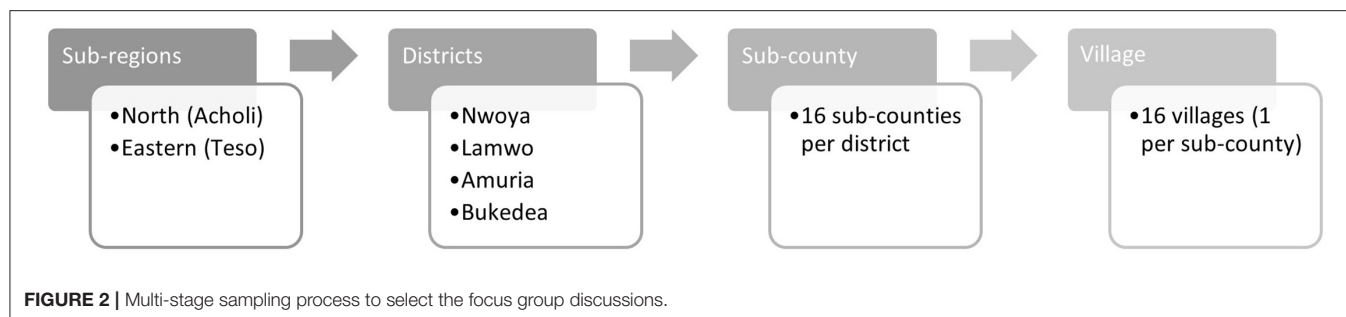 Sub-regions
•North (Acholi)
•Eastern (Teso)
Districts
•Nwoya
•Lamwo
•Amuria
•Bukedea
Sub-county
•16 sub-counties
per district
Village
•16 villages (1
per sub-county)
FIGURE 2 | Multi-stage sampling process to select the focus group discussions.